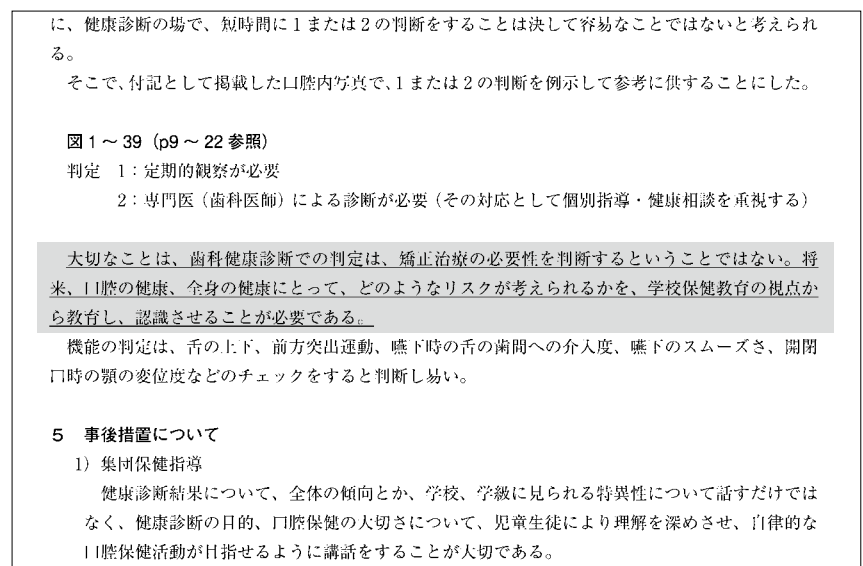 に、健康診断の場で、短時間に1または2の判断をすることは決して容易なことではないと考えられ
る。
そこで、付記として掲載した口腔内写真で、1または2の判断を例示して参考に供することにした。
図1～39（p9～22参照）
判定　1：定期的観察が必要
2：専門医（歯科医師）による診断が必要（その対応として個別指導・健康相談を重視する）
大切なことは、歯科健康診断での判定は、矯正治療の必要性を判断するということではない。将
来、口腔の健康、全身の健康にとって、どのようなリスクが考えられるかを、学校保健教育の視点か
ら教育し、認識させることが必要である。
機能の判定は、舌の上下、前方突出運動、嚥下時の舌の歯間への介入度、嚥下のスムーズさ、開閉
口時の顎の変位度などのチェックをすると判断し易い。
5　事後措置について
1）集団保健指導
健康診断結果について、全体の傾向とか、学校、学級に見られる特異性について話すだけでは
なく、健康診断の目的、口腔保健の大切さについて、児童生徒により理解を深めさせ、自律的な
口腔保健活動が目指せるように講話をすることが大切である。